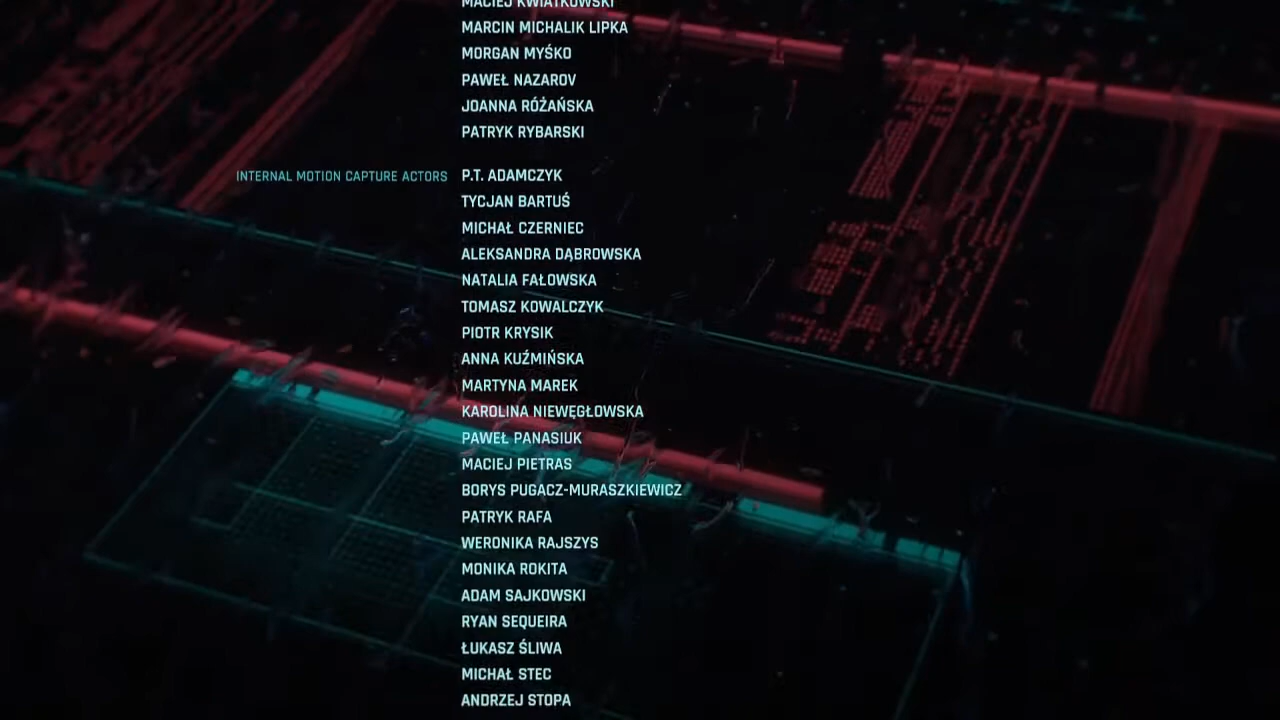 MACIEJ KWIATKOWSKI
MARCIN MICHALIK LIPKA
MORGAN MYŚKO
PAWEŁ NAZAROV
JOANNA RÓŻAŃSKA
PATRYK RYBARSKI
INTERNAL MOTION CAPTURE ACTORS P.T. ADAMCZYK
TYCJAN BARTUŚ
MICHAŁ CZERNIEC
ALEKSANDRA DĄBROWSKA
NATALIA FAŁOWSKA
TOMASZ KOWALCZYK
PIOTR KRYSIK
ANNA KUŹMIŃSKA
MARTYNA MAREK
KAROLINA NIEWĘGŁOWSKA
PAWEŁ PANASIUK
MACIEJ PIETRAS
BORYS PUGACZ-MURASZKIEWICZ
PATRYK RAFA
WERONIKA RAJSZYS
MONIKA ROKITA
ADAM SAJKOWSKI
RYAN SEQUEIRA
ŁUKASZ ŚLIWA
MICHAŁ STEC
ANDRZEJ STOPA